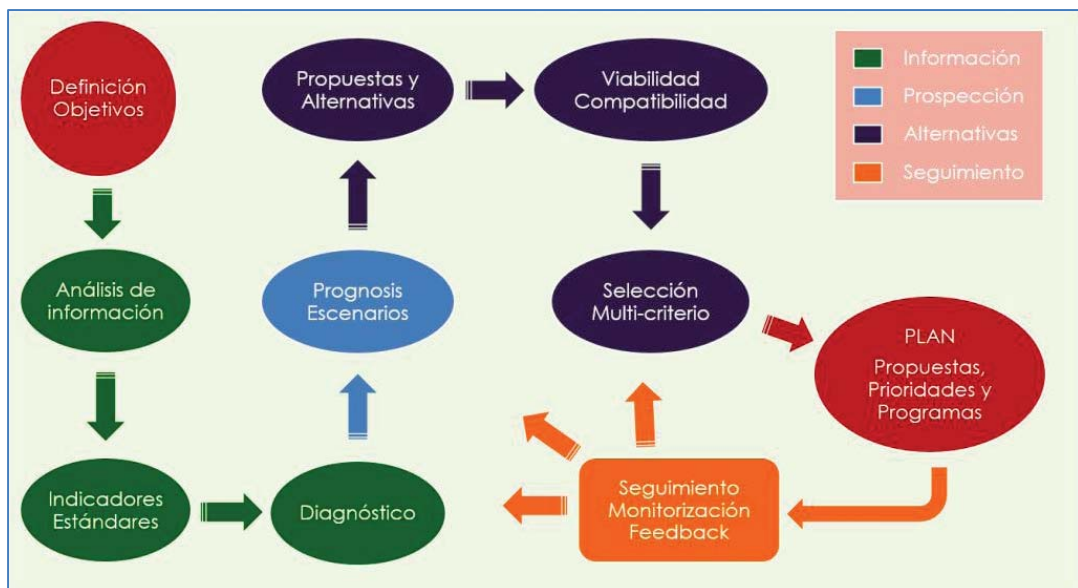 Definición
Objetivos
Propuestas y
Alternativas
Viabilidad
Compatibilidad
Información
Prospección
Alternativas
Seguimiento
Análisis de
información
Prognosis
Escenarios
Selección
Multi-criterio
PLAN
Propuestas,
Prioridades y
Programas
Indicadores
Estándares
Diagnóstico
Seguimiento
Monitorización
Feedback